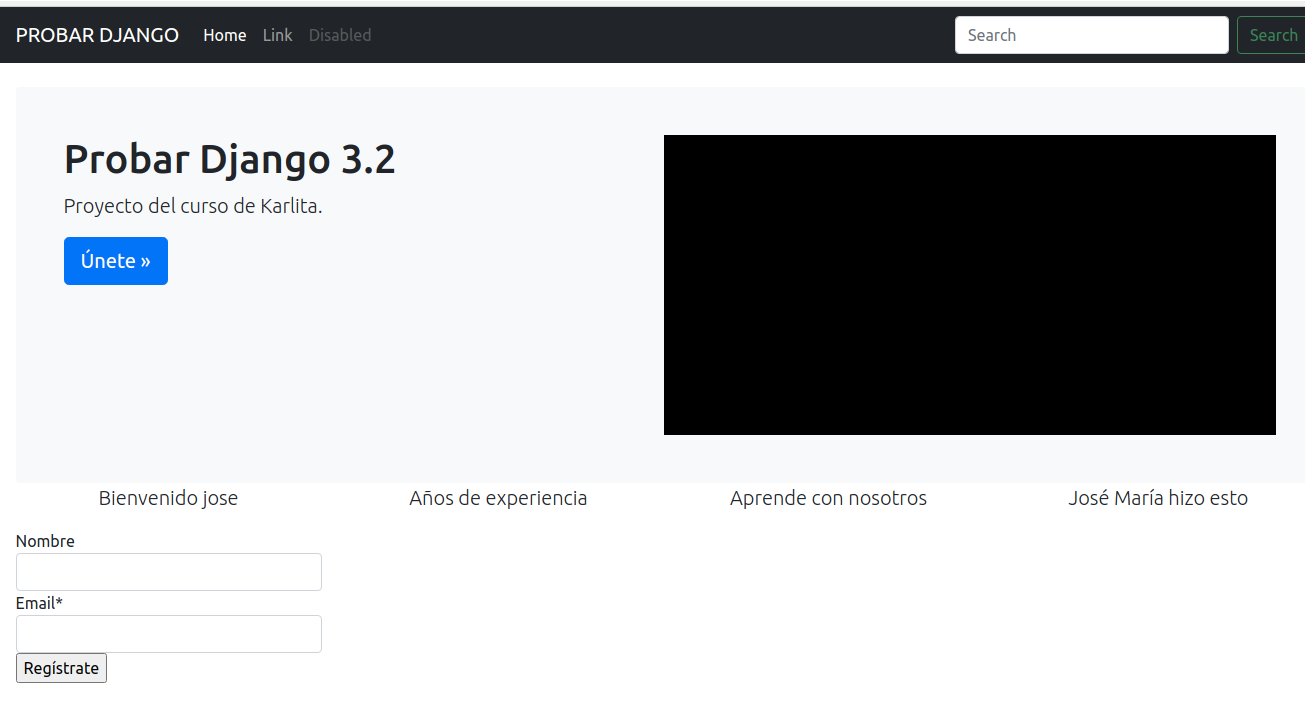 PROBAR DJANGO Home Link Disabled Search Search
Probar Django 3.2
Proyecto del curso de Karlita.
Únete »
Bienvenido jose Años de experiencia Aprende con nosotros José María hizo esto
Nombre
Email*
Regístrate